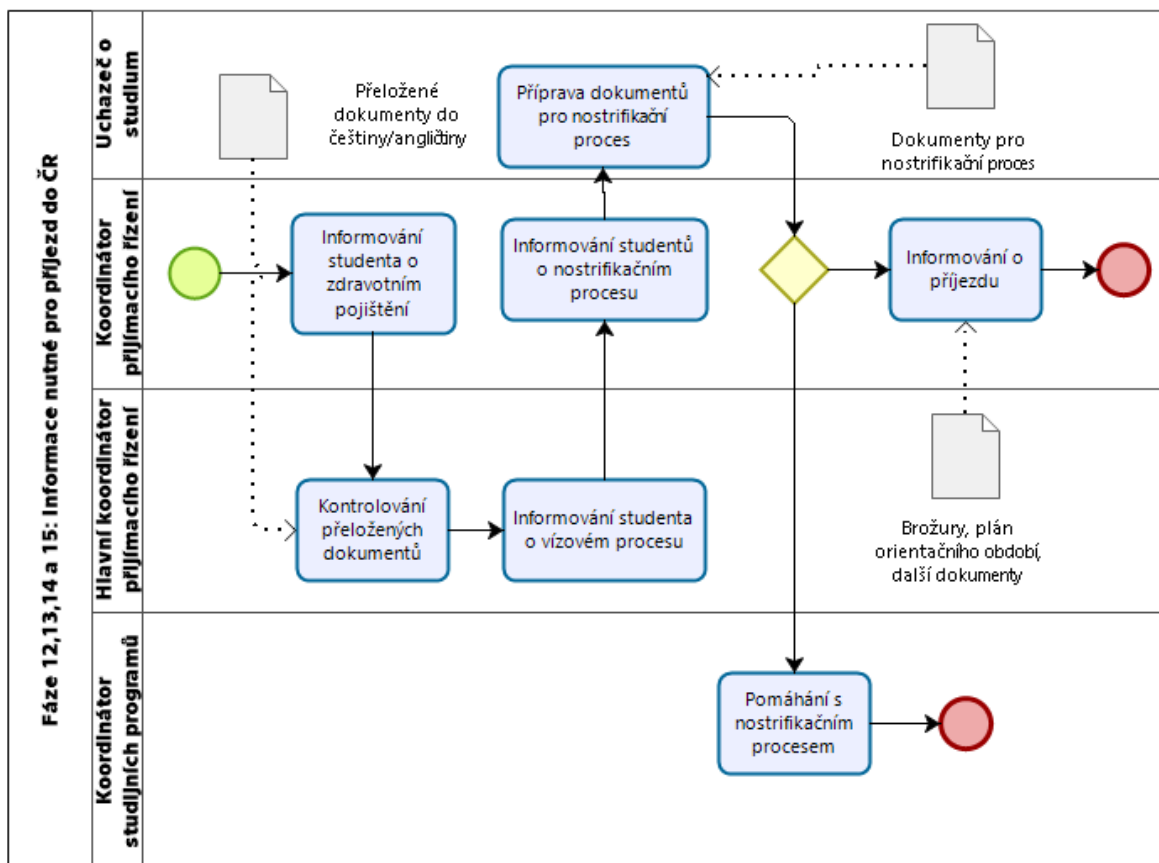 Fáze 12,13,14 a 15: Informace nutné pro příjezd do ČR
Uchazeč o
studium
Přeložené
dokumenty do
češtiny/angličtiny
Příprava dokumentů
pro nostrifikační
proces
Dokumenty pro
nostrifikační proces
Koordinátor
přijímacího řízení
Informování
studenta o
zdravotním
pojištění
Informování studentů
o nostrifikačním
procesu
Informování o
příjezdu
Hlavní koordinátor
přijímacího řízení
Kontrolování
přeložených
dokumentů
Informování studenta
o vízovém procesu
Brožury, plán
orientačního období,
další dokumenty
Koordinátor
studijních programů
Pomáhání s
nostrifikačním
procesem